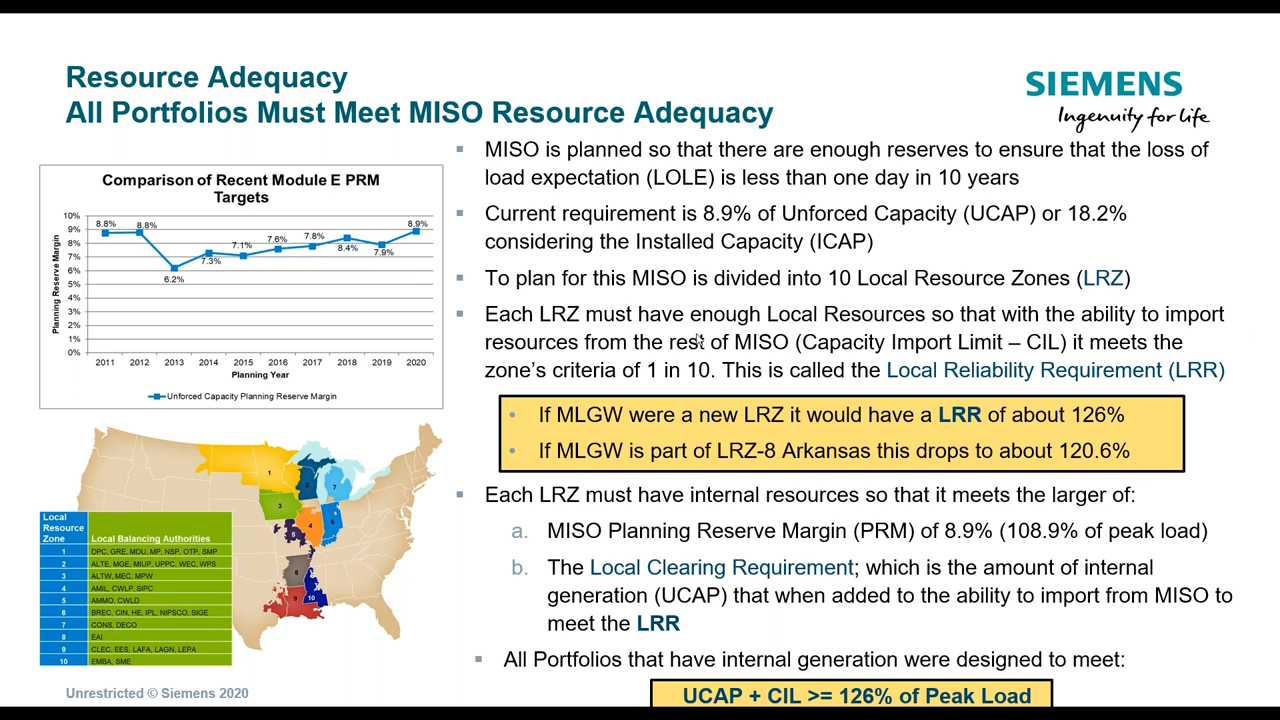 Resource Adequacy
All Portfolios Must Meet MISO Resource Adequacy
SIEMENS
Ingenuity for life
Comparison of Recent Module E PRM
Targets
Planning Reserve Margin
10%
9%
8%
7%
6%
5%
4%
3%
2%
1%
0%
8.8%
8.8%
6.2%
7.3%
7.1%
7.6%
7.8%
8.4%
7.9%
8.9%
2011 2012 2013 2014 2015 2016 2017 2018 2019 2020
Planning Year
Unforced Capacity Planning Reserve Margin
▪ MISO is planned so that there are enough reserves to ensure that the loss of
load expectation (LOLE) is less than one day in 10 years
▪ Current requirement is 8.9% of Unforced Capacity (UCAP) or 18.2%
considering the Installed Capacity (ICAP)
▪ To plan for this MISO is divided into 10 Local Resource Zones (LRZ)
▪ Each LRZ must have enough Local Resources so that with the ability to import
resources from the rest of MISO (Capacity Import Limit – CIL) it meets the
zone's criteria of 1 in 10. This is called the Local Reliability Requirement (LRR)
• If MLGW were a new LRZ it would have a LRR of about 126%
• If MLGW is part of LRZ-8 Arkansas this drops to about 120.6%
▪ Each LRZ must have internal resources so that it meets the larger of:
a. MISO Planning Reserve Margin (PRM) of 8.9% (108.9% of peak load)
b. The Local Clearing Requirement; which is the amount of internal
generation (UCAP) that when added to the ability to import from MISO to
meet the LRR
▪ All Portfolios that have internal generation were designed to meet:
UCAP + CIL >= 126% of Peak Load
1
2
7
3
4
6
5
8
9
10
Local Resource Zone Local Balancing Authorities
1 DPC, GRE, MDU, MP, NSP, OTP, SMP
2 ALTE, MGE, MIUP, UPPC, WEC, WPS
3 ALTW, MEC, MPW
4 AMIL, CWLP, SIPC
5 AMMO, CWLD
6 BREC, CIN, HE, IPL, NIPSCO, SIGE
7 CONS, DECO
8 EAI
9 CLEC, EES, LAFA, LAGN, LEPA
10 EMBA, SME
Unrestricted © Siemens 2020